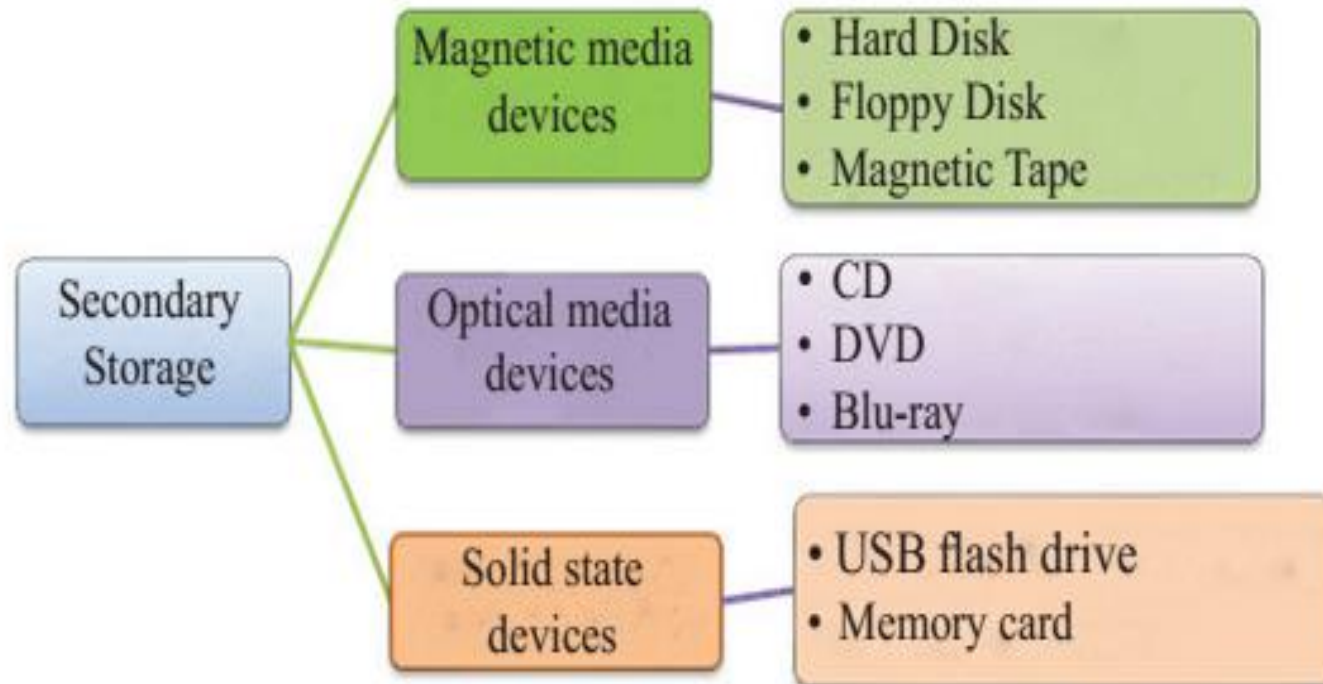 Secondary
Storage
Magnetic media
devices
• Hard Disk
• Floppy Disk
• Magnetic Tape
Optical media
devices
• CD
• DVD
• Blu-ray
Solid state
devices
• USB flash drive
• Memory card